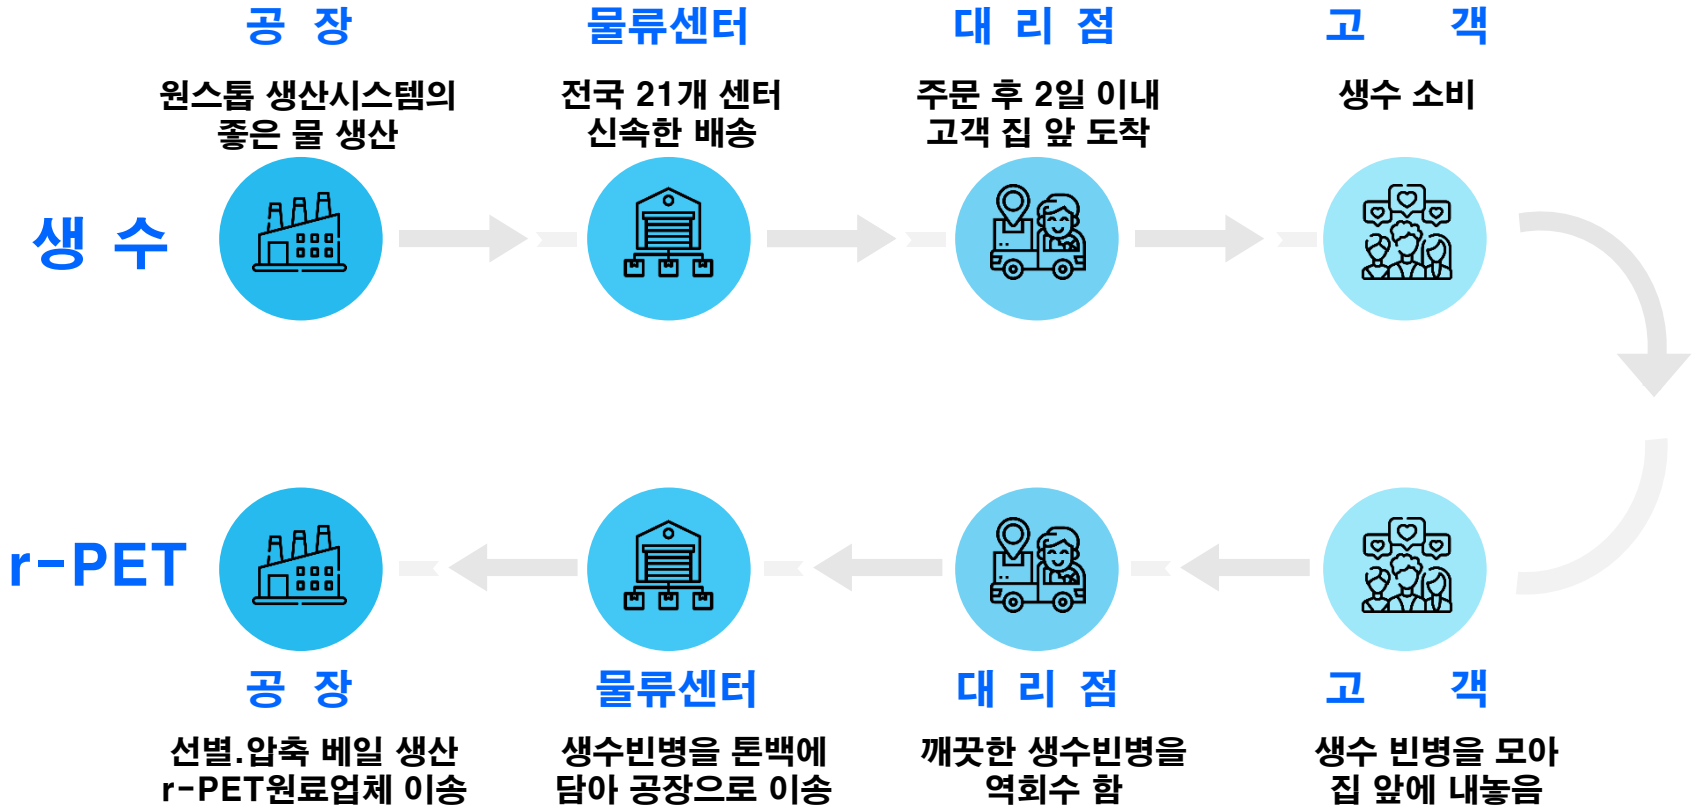 공 장
물류센터
대 리 점
고 객
원스톱 생산시스템의
좋은 물 생산
전국 21개 센터
신속한 배송
주문 후 2일 이내
고객 집 앞 도착
생수 소비
생 수
r-PET
공 장
물류센터
대 리 점
고 객
선별.압축 베일 생산
r-PET원료업체 이송
생수빈병을 톤백에
담아 공장으로 이송
깨끗한 생수빈병을
역회수 함
생수 빈병을 모아
집 앞에 내놓음